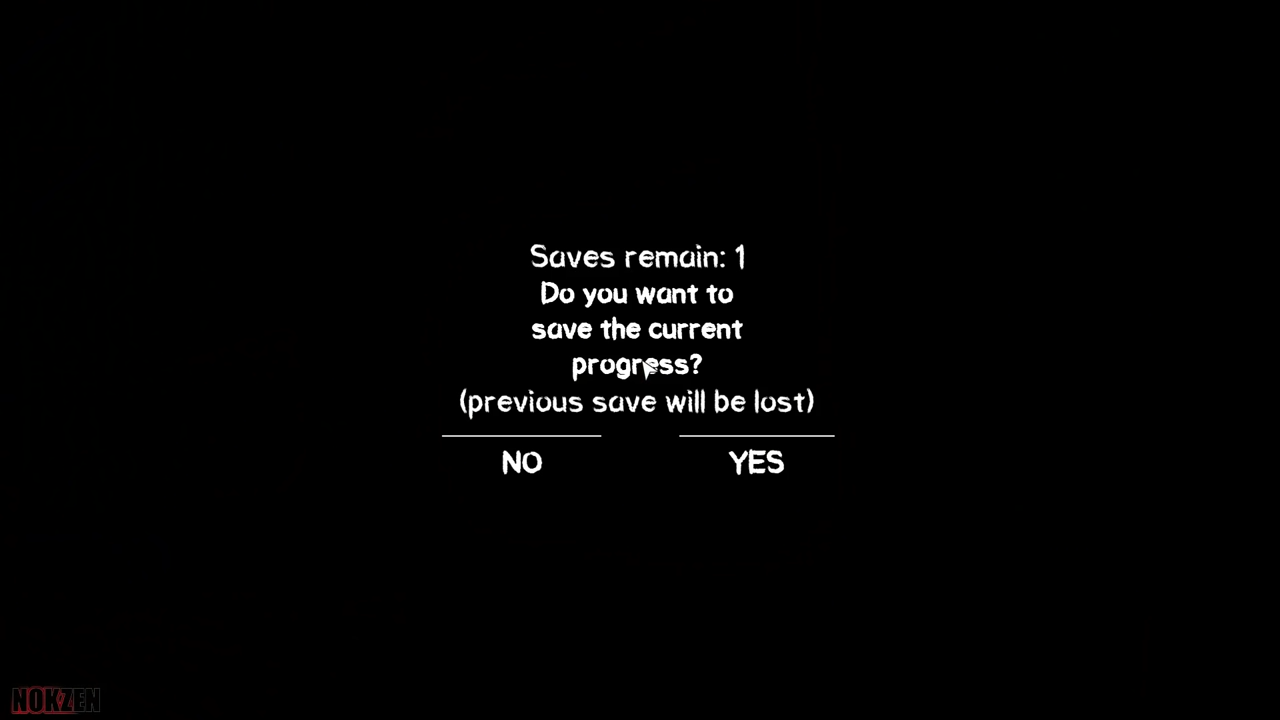 Saves remain: 1
Do you want to
save the current
progress?
(previous save will be lost)
NO YES
NOKZEN